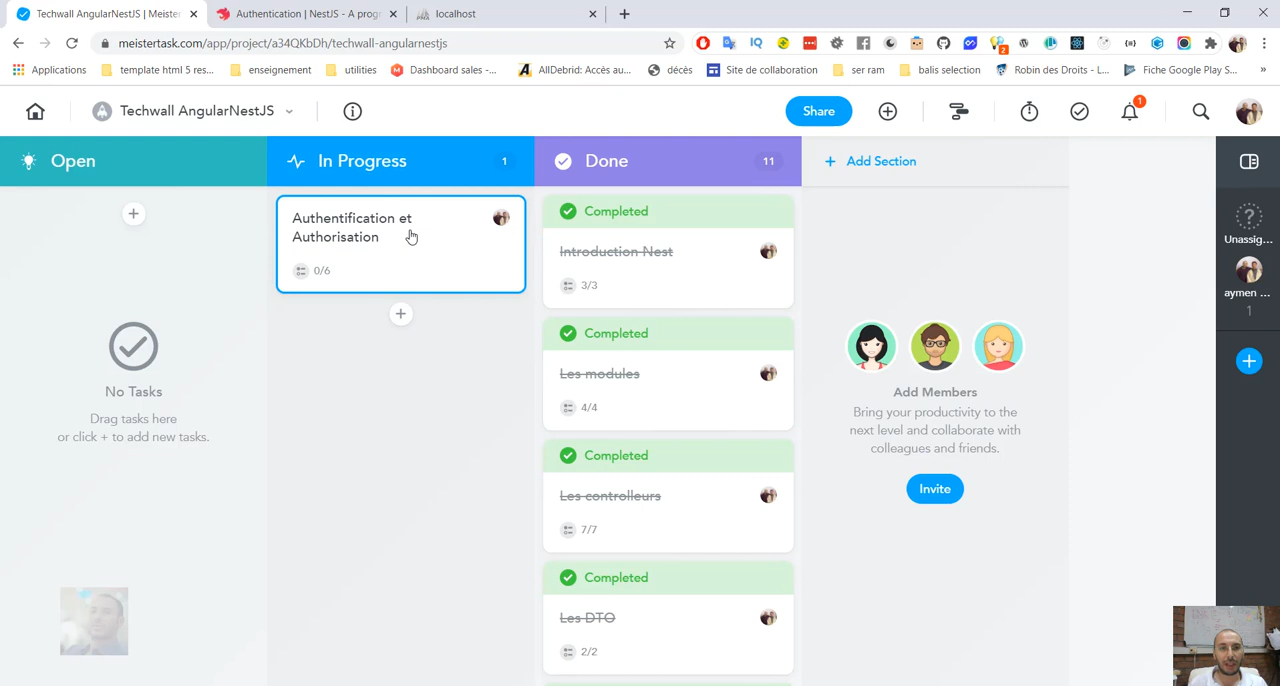 Techwall AngularNestJS | Meister
Authentication | NestJS - A prog
localhost
meistertask.com/app/project/a34QKbDh/techwall-angularnestjs
Applications
template html 5 res...
enseignement
utilities
Dashboard sales -...
AllDebrid: Accès au...
décès
Site de collaboration
ser ram
balis selection
Robin des Droits - L...
Fiche Google Play S...
»
Techwall AngularNestJS
Share
1
Open
In Progress
1
Done
11
+ Add Section
Authentification et
Authorisation
0/6
No Tasks
Drag tasks here
or click + to add new tasks.
Completed
Introduction Nest
3/3
Completed
Les modules
4/4
Completed
Les controlleurs
7/7
Completed
Les DTO
2/2
Add Members
Bring your productivity to the
next level and collaborate with
colleagues and friends.
Invite
Unassig...
aymen ...
1